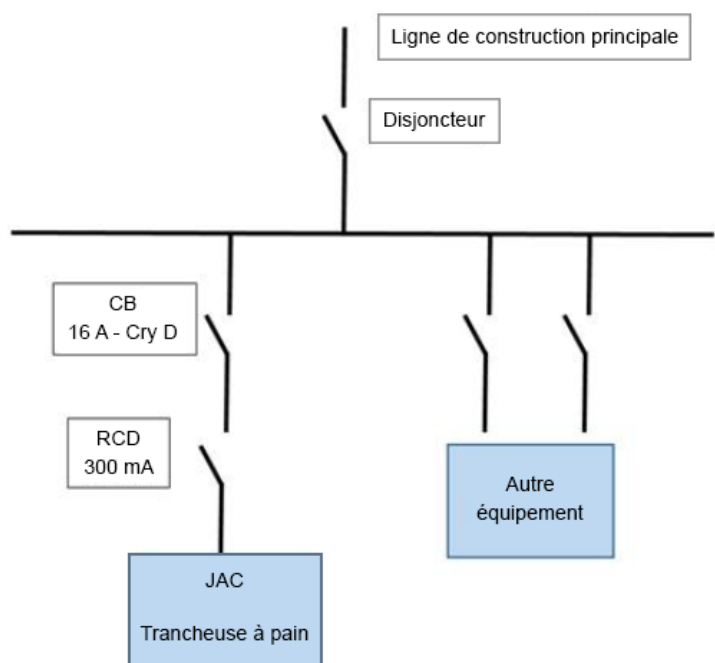 Ligne de construction principale
Disjoncteur
CB
16 A - Cry D
RCD
300 mA
Autre
équipement
JAC
Trancheuse à pain